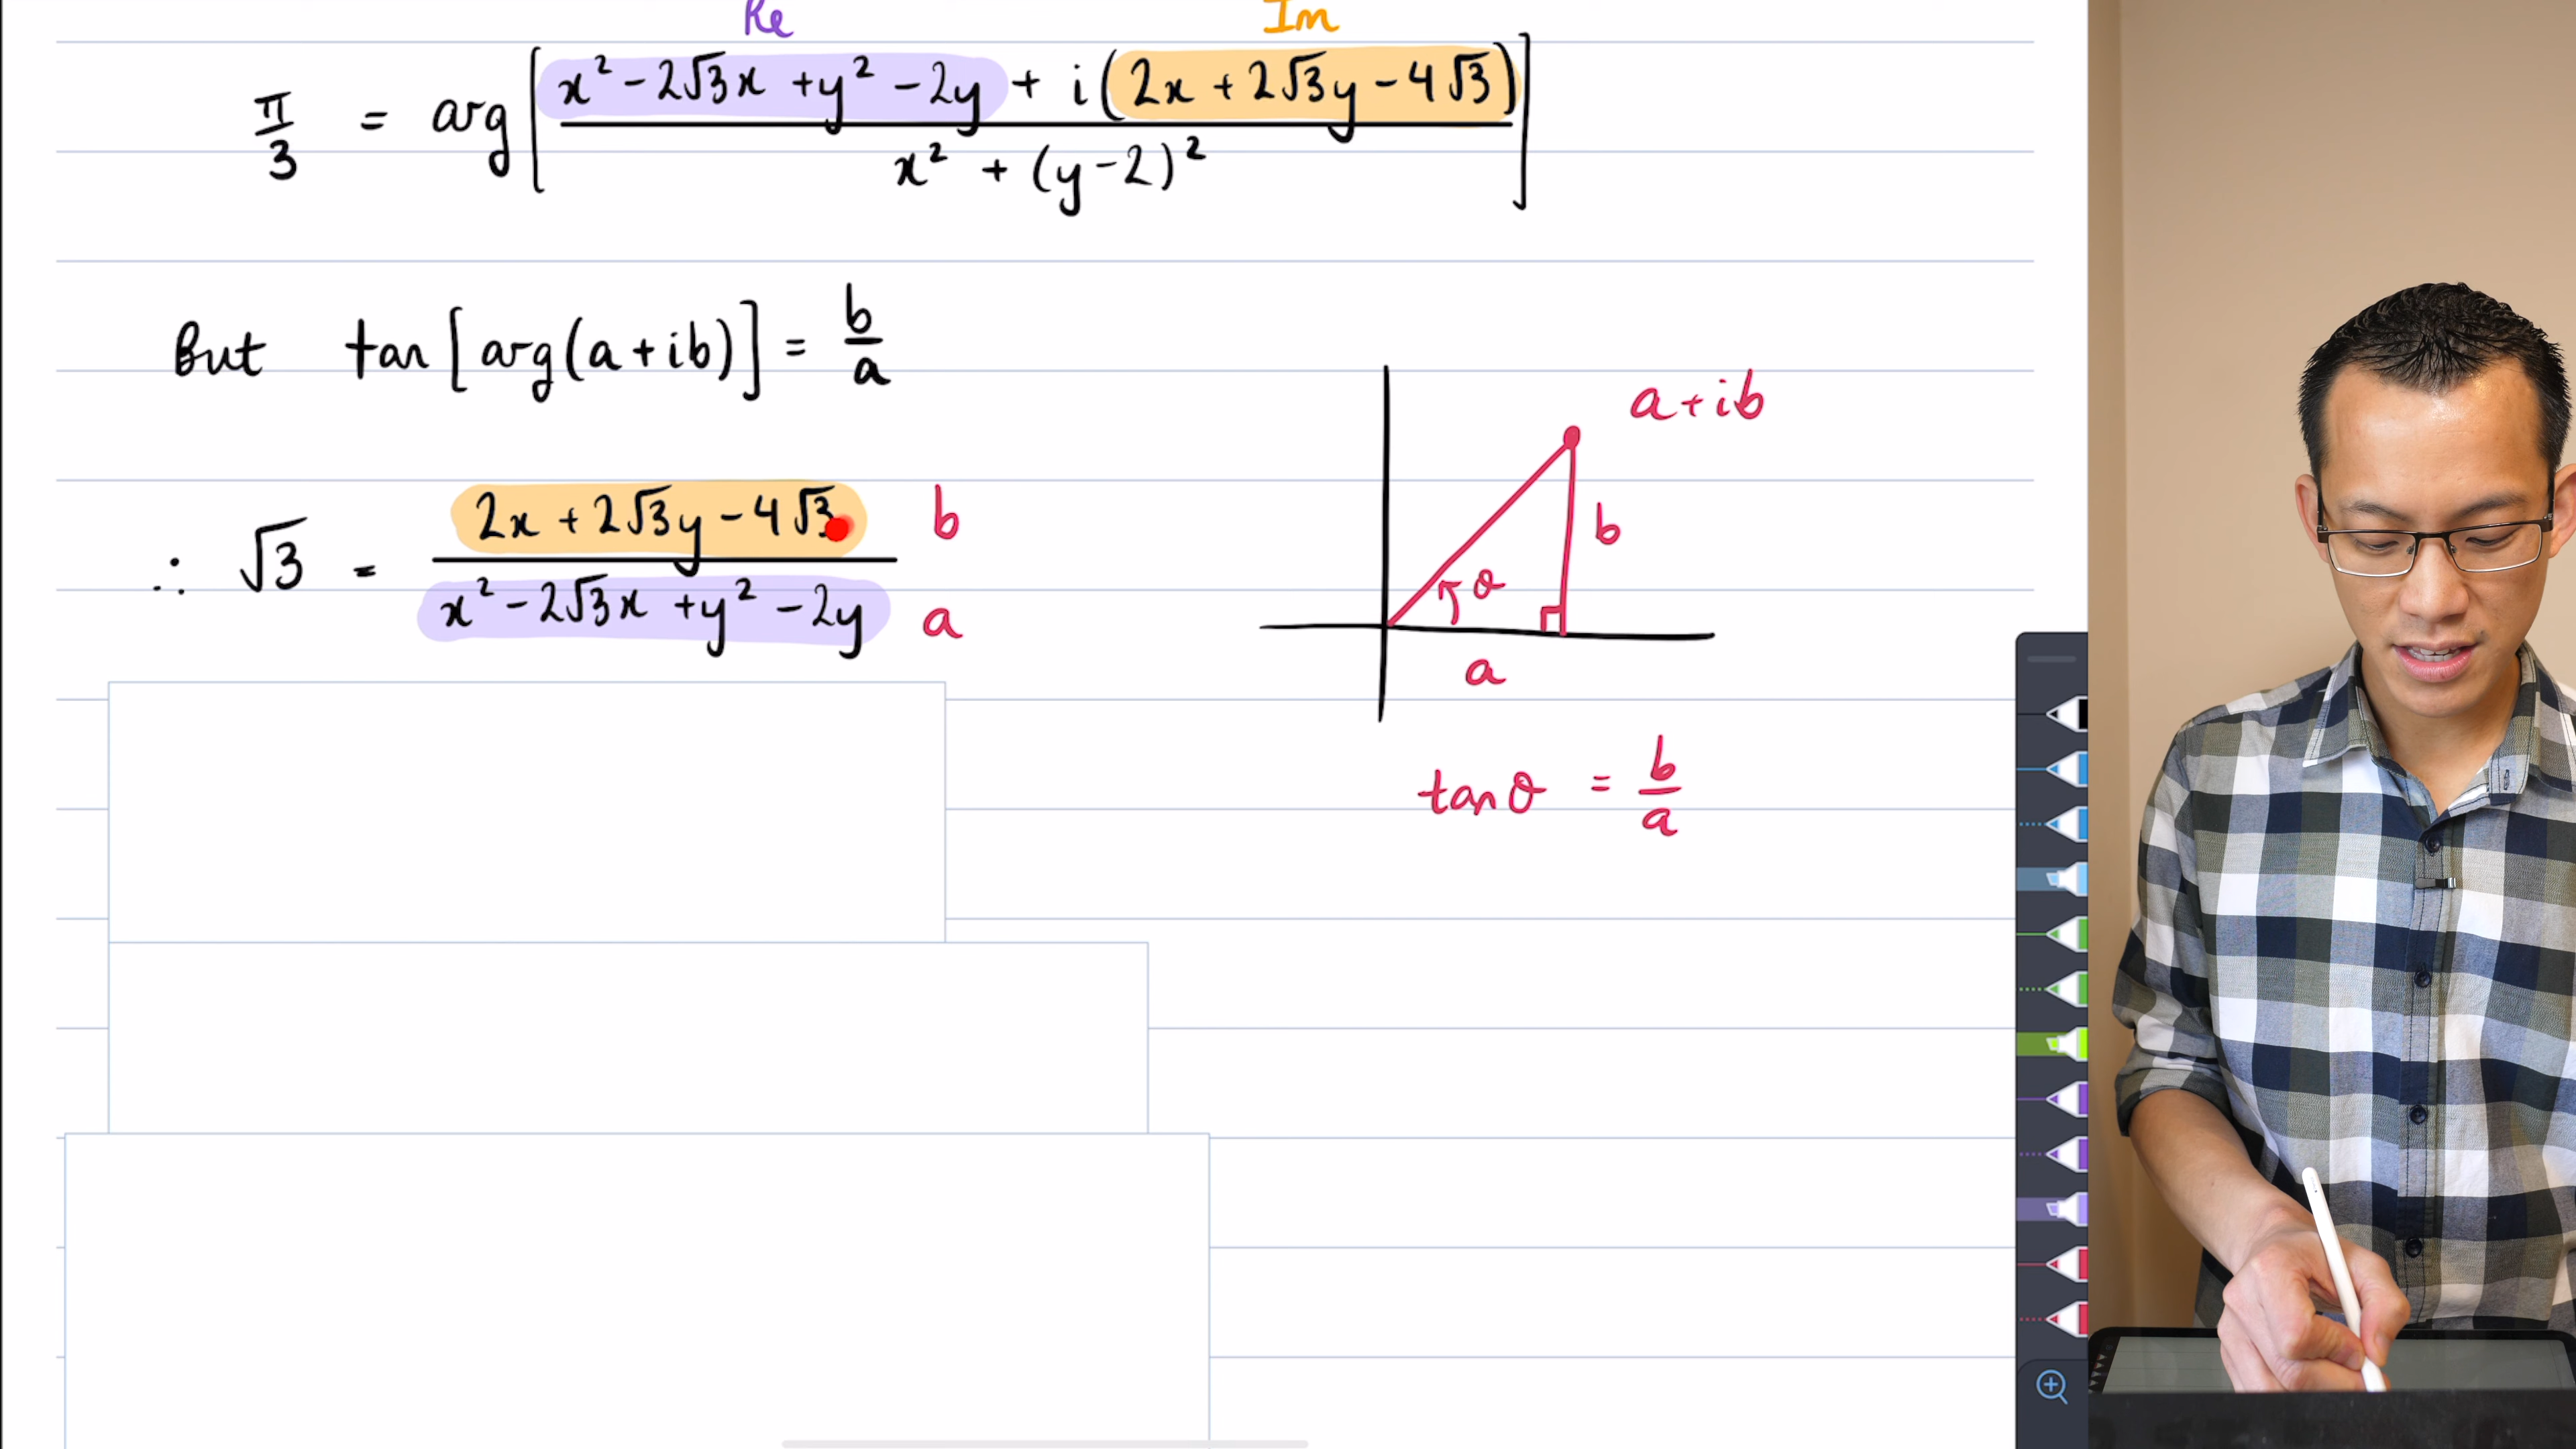 Re Im
π/3 = arg[(x² - 2√3x + y² - 2y + i(2x + 2√3y - 4√3)) / (x² + (y-2)²)]
But tan[arg(a+ib)] = b/a
∴ √3 = (2x + 2√3y - 4√3) / (x² - 2√3x + y² - 2y)
b
a
a+ib
b
θ
a
tanθ = b/a